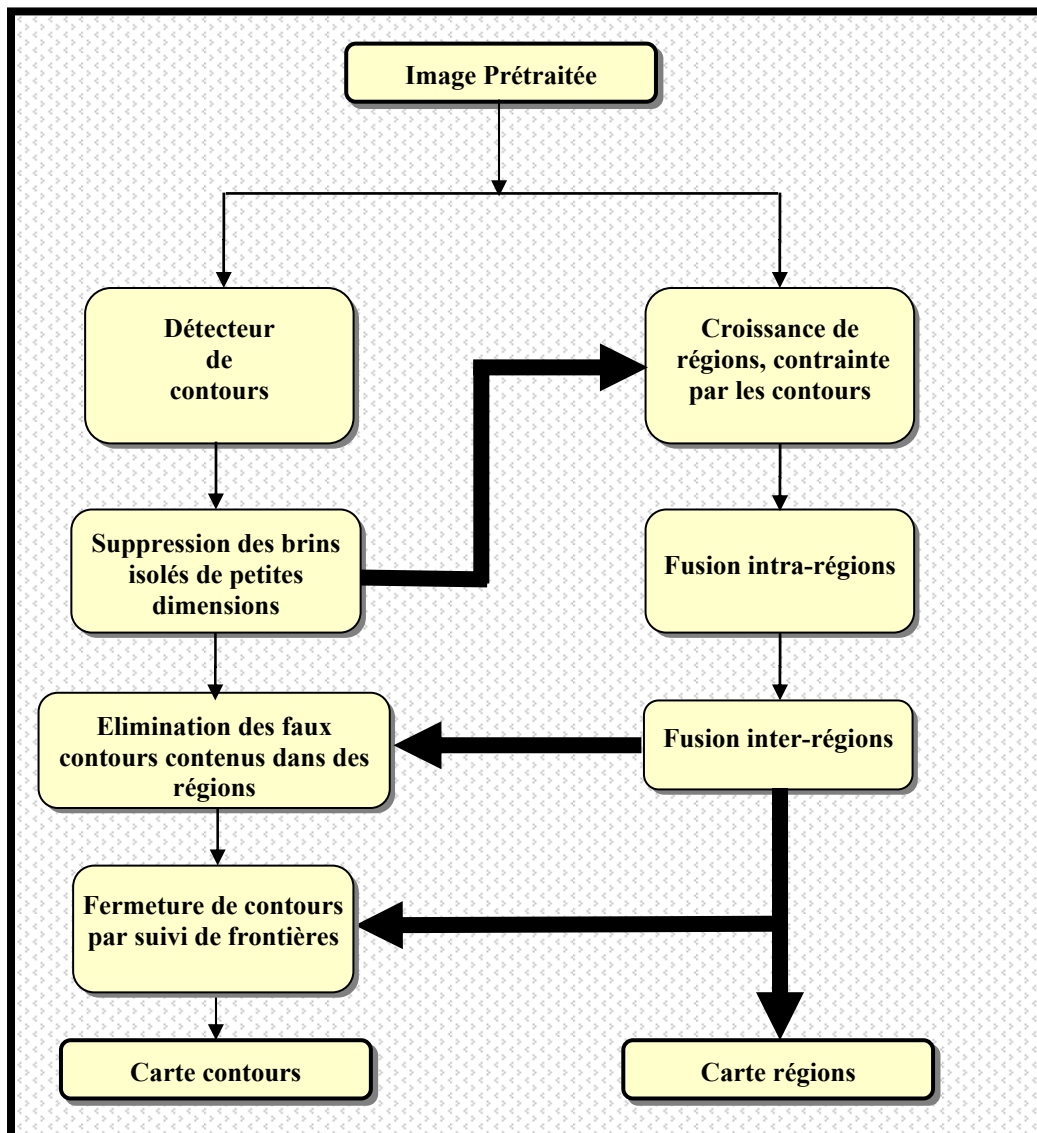 Image Prétraitée
Détecteur
de
contours
Croissance de
régions, contrainte
par les contours
Suppression des brins
isolés de petites
dimensions
Fusion intra-régions
Elimination des faux
contours contenus dans des
régions
Fusion inter-régions
Fermeture de contours
par suivi de frontières
Carte contours
Carte régions